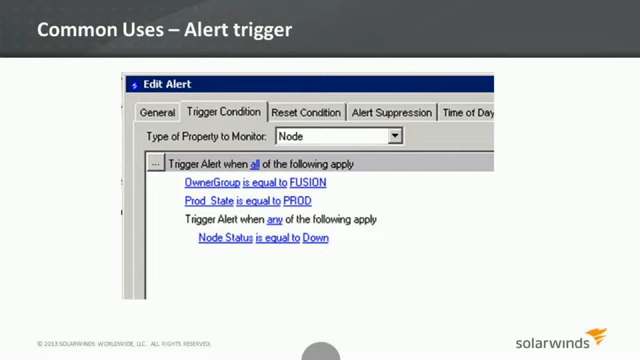 Common Uses – Alert trigger
Edit Alert
General Trigger Condition Reset Condition Alert Suppression Time of Day
Type of Property to Monitor: Node
... Trigger Alert when all of the following apply
OwnerGroup is equal to FUSION
Prod_State is equal to PROD
Trigger Alert when any of the following apply
Node Status is equal to Down
© 2013 SOLARWINDS WORLDWIDE, LLC. ALL RIGHTS RESERVED.
solarwinds